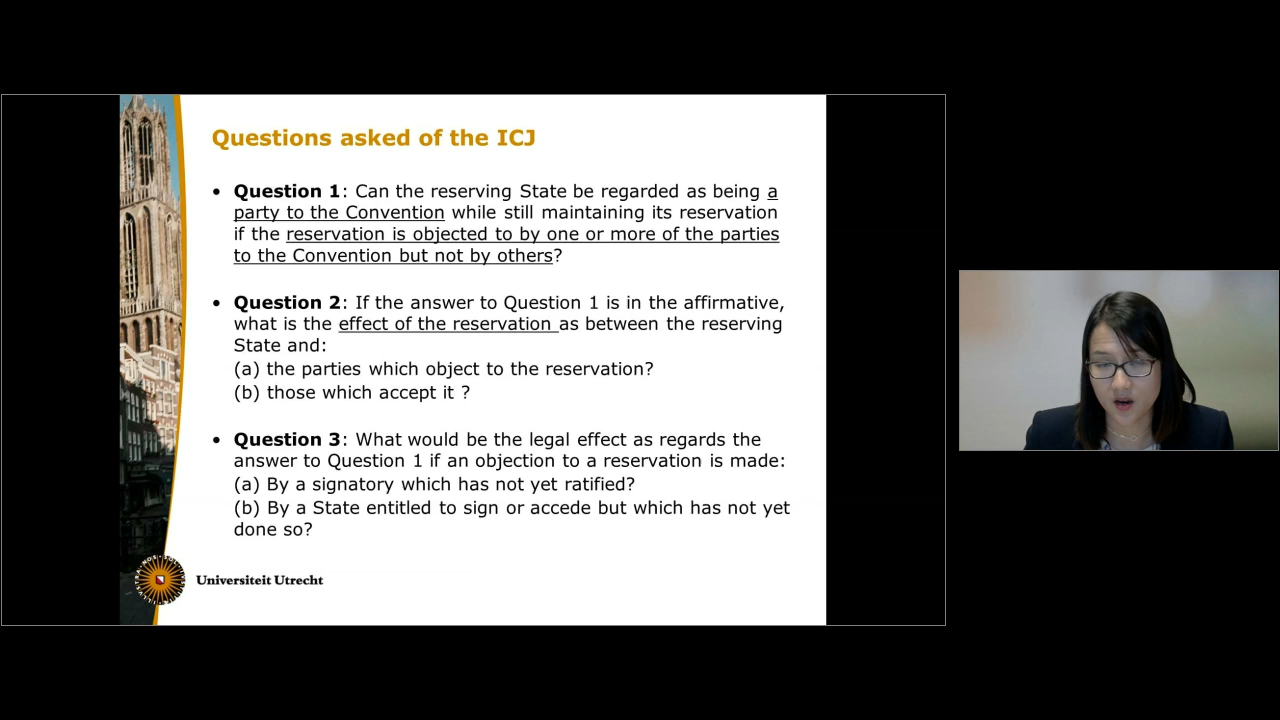 Questions asked of the ICJ
• Question 1: Can the reserving State be regarded as being a
party to the Convention while still maintaining its reservation
if the reservation is objected to by one or more of the parties
to the Convention but not by others?
• Question 2: If the answer to Question 1 is in the affirmative,
what is the effect of the reservation as between the reserving
State and:
(a) the parties which object to the reservation?
(b) those which accept it ?
• Question 3: What would be the legal effect as regards the
answer to Question 1 if an objection to a reservation is made:
(a) By a signatory which has not yet ratified?
(b) By a State entitled to sign or accede but which has not yet
done so?
Universiteit Utrecht